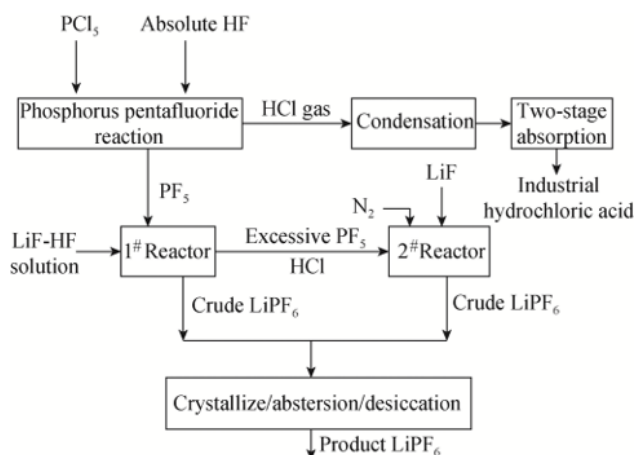 PCl₅
Absolute HF
Phosphorus pentafluoride
reaction
HCl gas
Condensation
Two-stage
absorption
Industrial
hydrochloric acid
PF₅
LiF
N₂
LiF-HF
solution
1# Reactor
Excessive PF₅
HCl
2# Reactor
Crude LiPF₆
Crude LiPF₆
Crystallize/abstersion/desiccation
Product LiPF₆